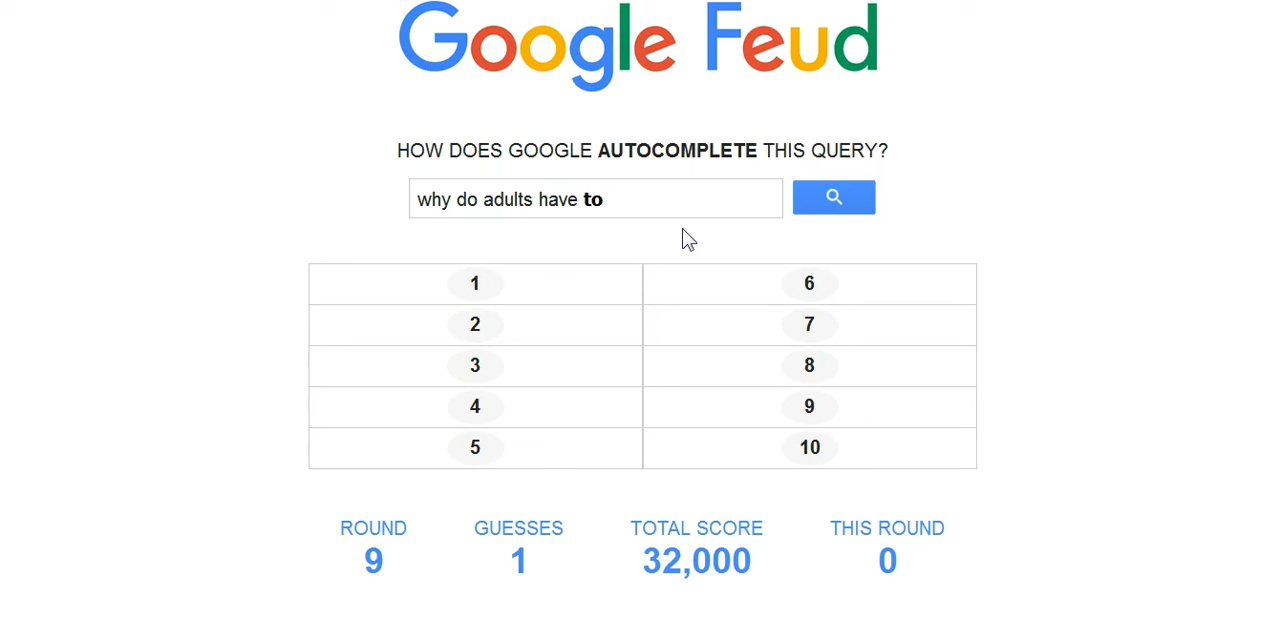 Google Feud
HOW DOES GOOGLE AUTOCOMPLETE THIS QUERY?
why do adults have to
1 6
2 7
3 8
4 9
5 10
ROUND GUESSES TOTAL SCORE THIS ROUND
9 1 32,000 0